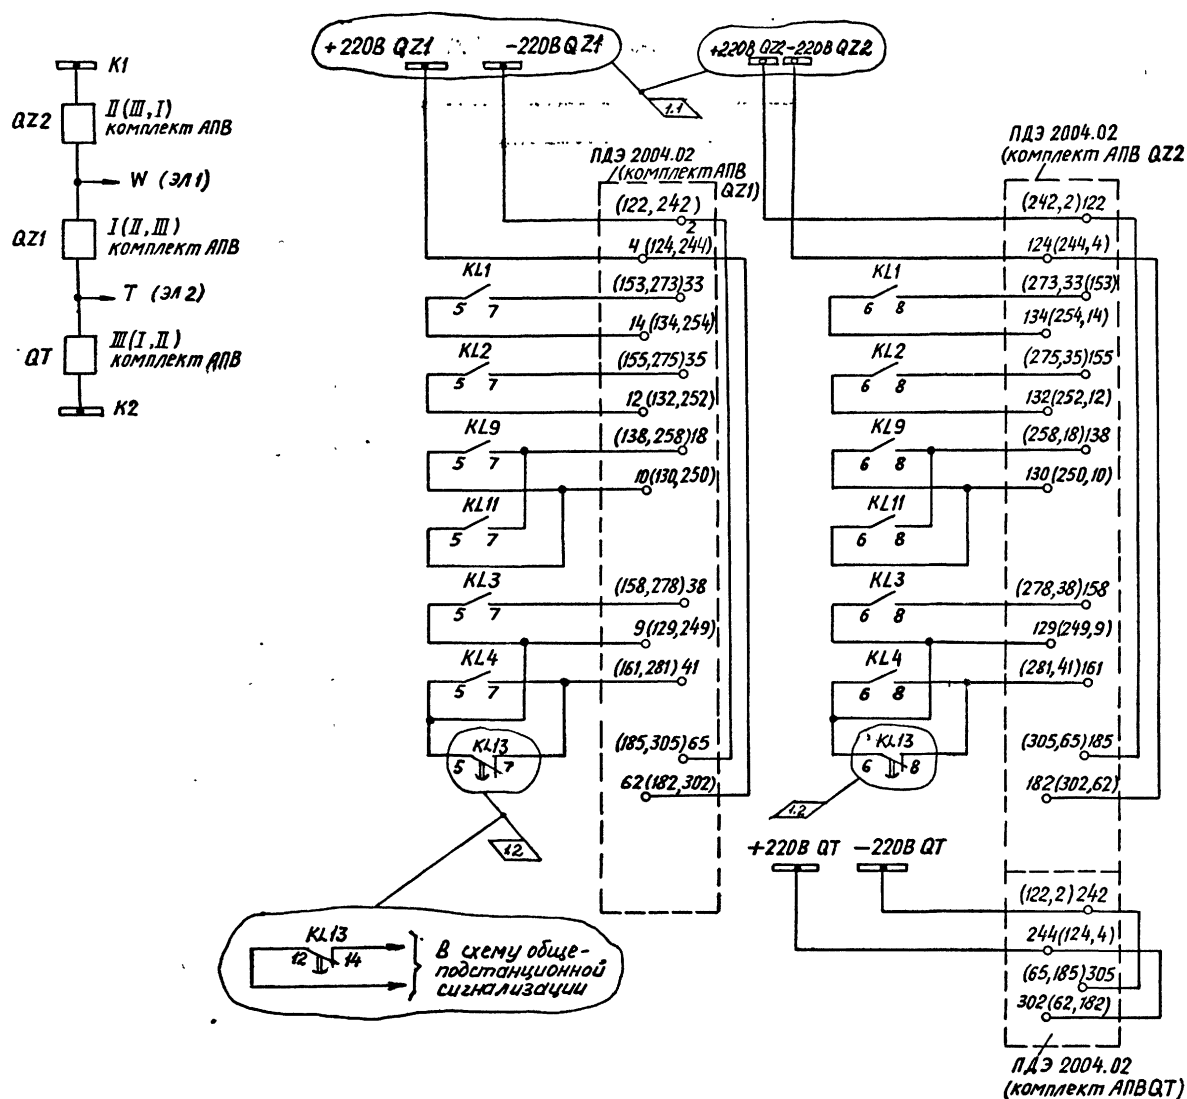 +220В QZ1
-220В QZ1
+220В QZ2
-220В QZ2
1.1
К1
QZ2
II (III, I)
комплект АПВ
W (ЭЛ1)
QZ1
I (II, III)
комплект АПВ
T (ЭЛ2)
QT
III (I, II)
комплект АПВ
К2
ПДЭ 2004.02
(комплект АПВ
QZ1)
(122, 242)
2
4 (124,244)
KL1
5 7
(153,273)33
14 (134,254)
KL2
5 7
(155,275)35
12 (132,252)
KL9
5 7
(138,258)18
10(130,250)
KL11
5 7
KL3
5 7
(158,278)38
9 (129,249)
KL4
5 7
(161,281)41
KL13
5 7
(185,305)65
62(182,302)
1.2
KL13
12 14
В схему обще-
подстанционной
сигнализации
ПДЭ 2004.02
(комплект АПВ QZ2
(242,2)122
124(244,4)
KL1
6 8
(273,33(153)
134(254,14)
KL2
6 8
(275,35)155
132(252,12)
KL9
6 8
(258,18)138
130(250,10)
KL11
6 8
KL3
6 8
(278,38)158
129(249,9)
KL4
6 8
(281,41)161
KL13
6 8
(305,65)185
182(302,62)
1.2
+220В QT
-220В QT
(122,2)242
244(124,4)
(65,185)305
302(62,182)
ПДЭ 2004.02
(комплект АПВ QT)